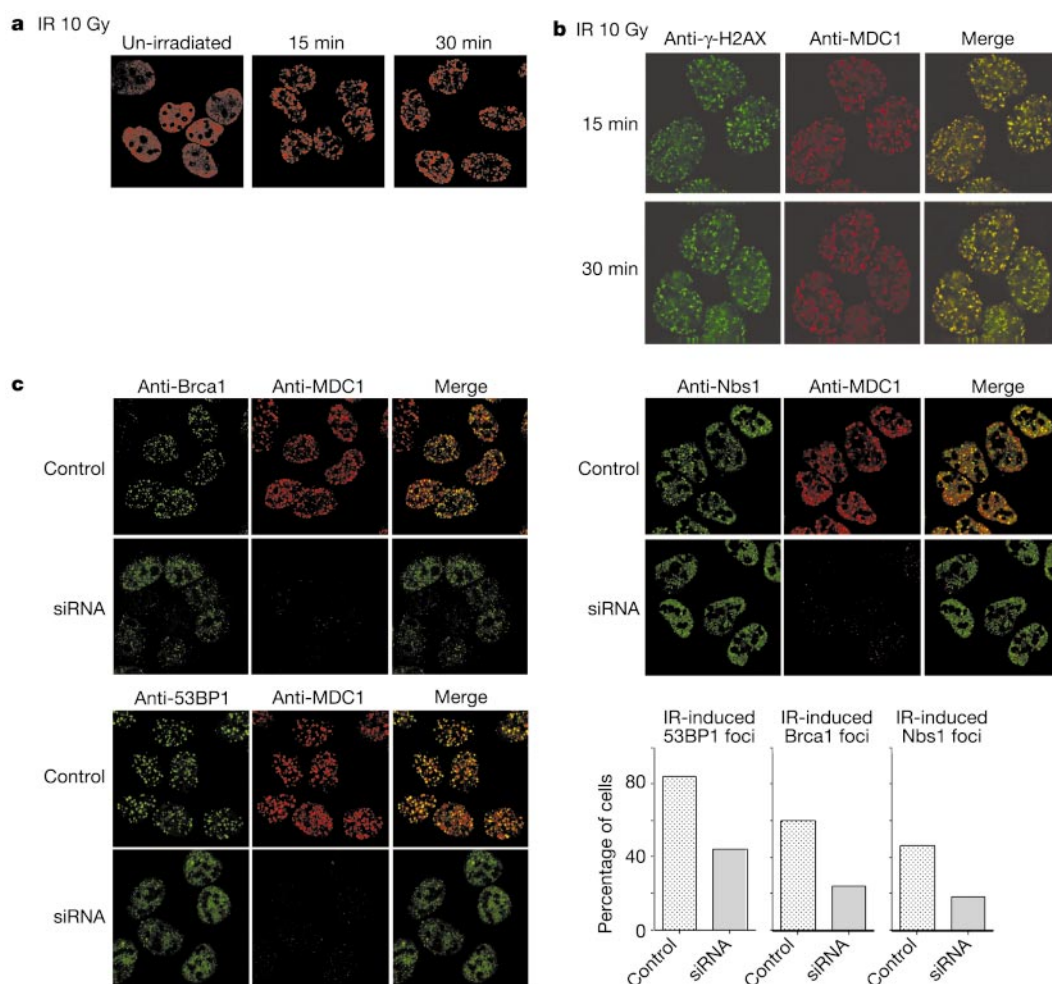 a IR 10 Gy
Un-irradiated 15 min 30 min
b IR 10 Gy
Anti-γ-H2AX Anti-MDC1 Merge
15 min
30 min
c
Anti-Brca1 Anti-MDC1 Merge
Control
siRNA
Anti-53BP1 Anti-MDC1 Merge
Control
siRNA
Anti-Nbs1 Anti-MDC1 Merge
Control
siRNA
IR-induced
53BP1 foci
IR-induced
Brca1 foci
IR-induced
Nbs1 foci
Percentage of cells
80
40
0
Control
siRNA
Control
siRNA
Control
siRNA